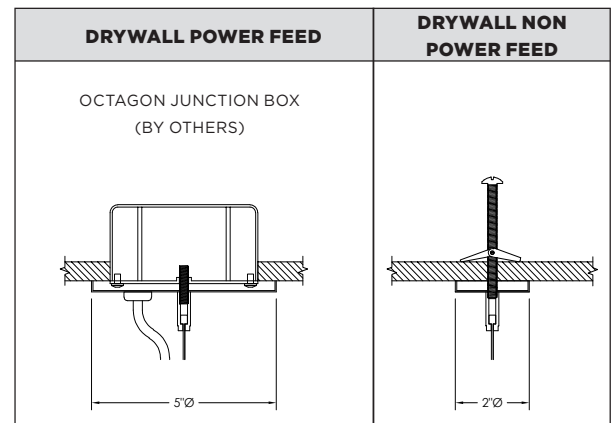 DRYWALL POWER FEED
DRYWALL NON
POWER FEED
OCTAGON JUNCTION BOX
(BY OTHERS)
5"Ø
2"Ø